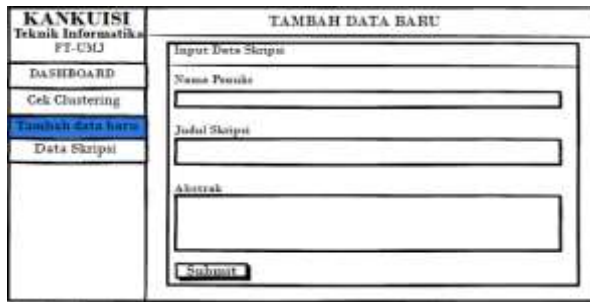 KANKUISI
Teknik Informatika
FT-UMJ
DASHBOARD
Cek Clustering
Tambah data baru
Data Skripsi
TAMBAH DATA BARU
Input Data Skripsi
Nama Penulis
Judul Skripsi
Abstrak
Submit